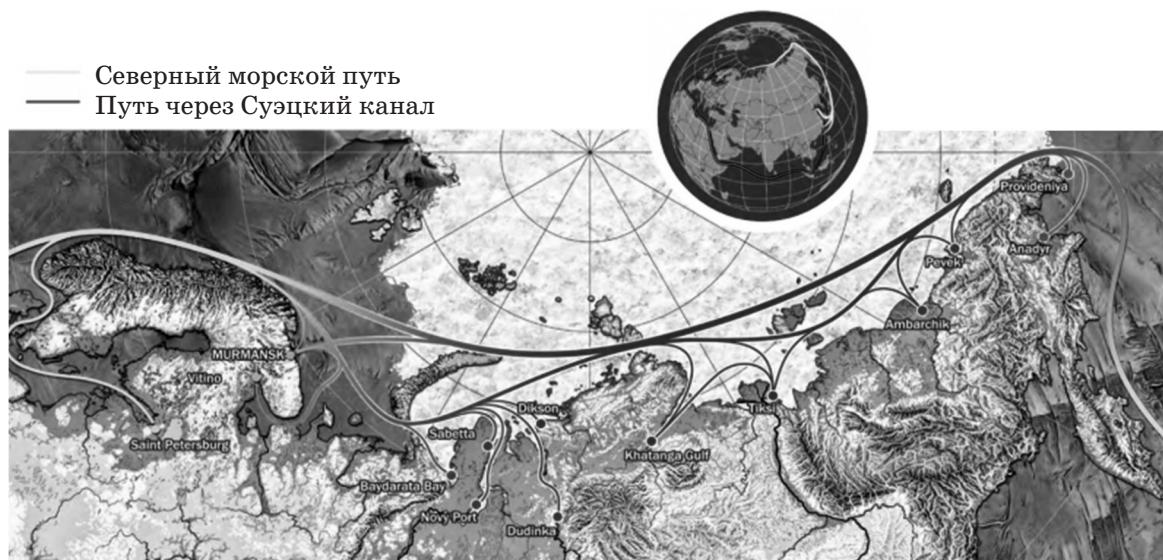 Северный морской путь
Путь через Суэцкий канал
Provideniya
Anadyr
Pevek
Ambarchik
MURMANSK
Vitino
Tiksi
Dikson
Sabetta
Saint Petersburg
Khatanga Gulf
Baydarata Bay
Novy Port
Dudinka